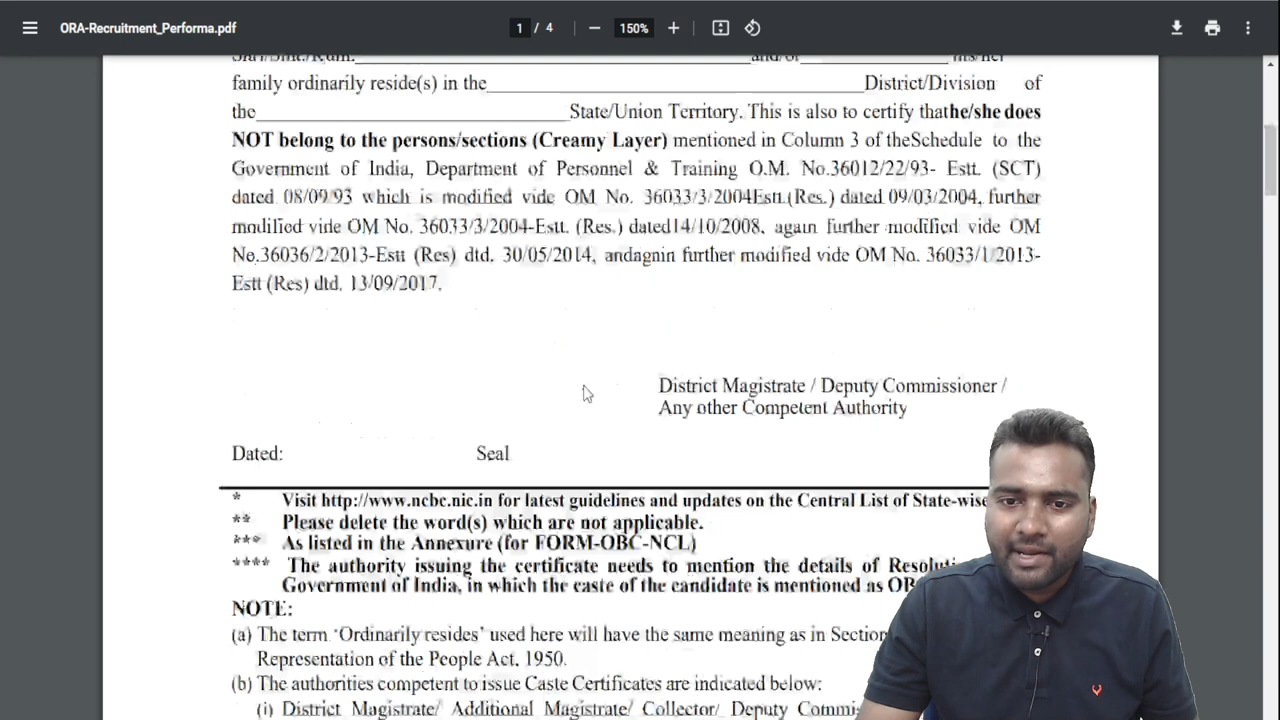 ORA-Recruitment_Performa.pdf
1 / 4
150%
Shri/Smt./Kum.____and/or____his/her
family ordinarily reside(s) in the____District/Division of
the____State/Union Territory. This is also to certify thathe/she does
NOT belong to the persons/sections (Creamy Layer) mentioned in Column 3 of theSchedule to the
Government of India, Department of Personnel & Training O.M. No.36012/22/93- Estt. (SCT)
dated 08/09/93 which is modified vide OM No. 36033/3/2004Estt.(Res.) dated 09/03/2004, further
modified vide OM No. 36033/3/2004-Estt. (Res.) dated14/10/2008, again further modified vide OM
No.36036/2/2013-Estt (Res) dtd. 30/05/2014, andagnin further modified vide OM No. 36033/1/2013-
Estt (Res) dtd. 13/09/2017.
District Magistrate / Deputy Commissioner /
Any other Competent Authority
Dated: Seal
* Visit http://www.ncbc.nic.in for latest guidelines and updates on the Central List of State-wise
** Please delete the word(s) which are not applicable.
*** As listed in the Annexure (for FORM-OBC-NCL)
**** The authority issuing the certificate needs to mention the details of
Government of India, in which the caste of the candidate is mentioned as
NOTE:
(a) The term 'Ordinarily resides' used here will have the same meaning as in Section
Representation of the People Act, 1950.
(b) The authorities competent to issue Caste Certificates are indicated below:
(i) District Magistrate/ Additional Magistrate/ Collector/ Deputy